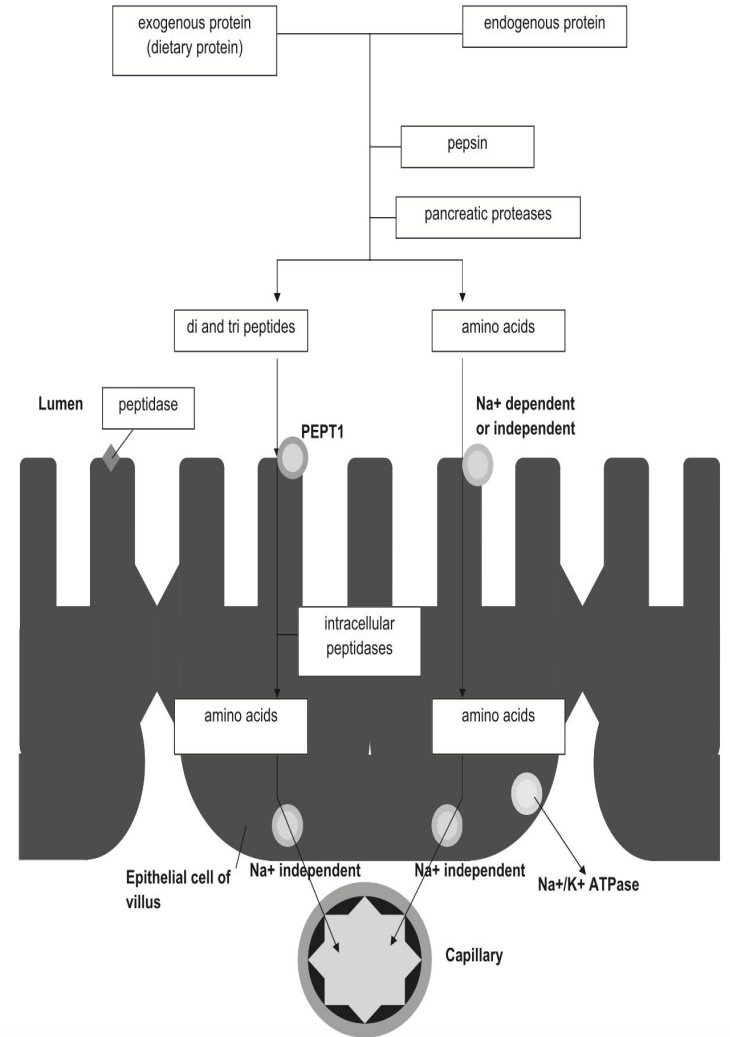 exogenous protein
(dietary protein)
endogenous protein
pepsin
pancreatic proteases
di and tri peptides
amino acids
Lumen
peptidase
PEPT1
Na+ dependent
or independent
intracellular
peptidases
amino acids
amino acids
Epithelial cell of
villus
Na+ independent
Na+ independent
Na+/K+ ATPase
Capillary